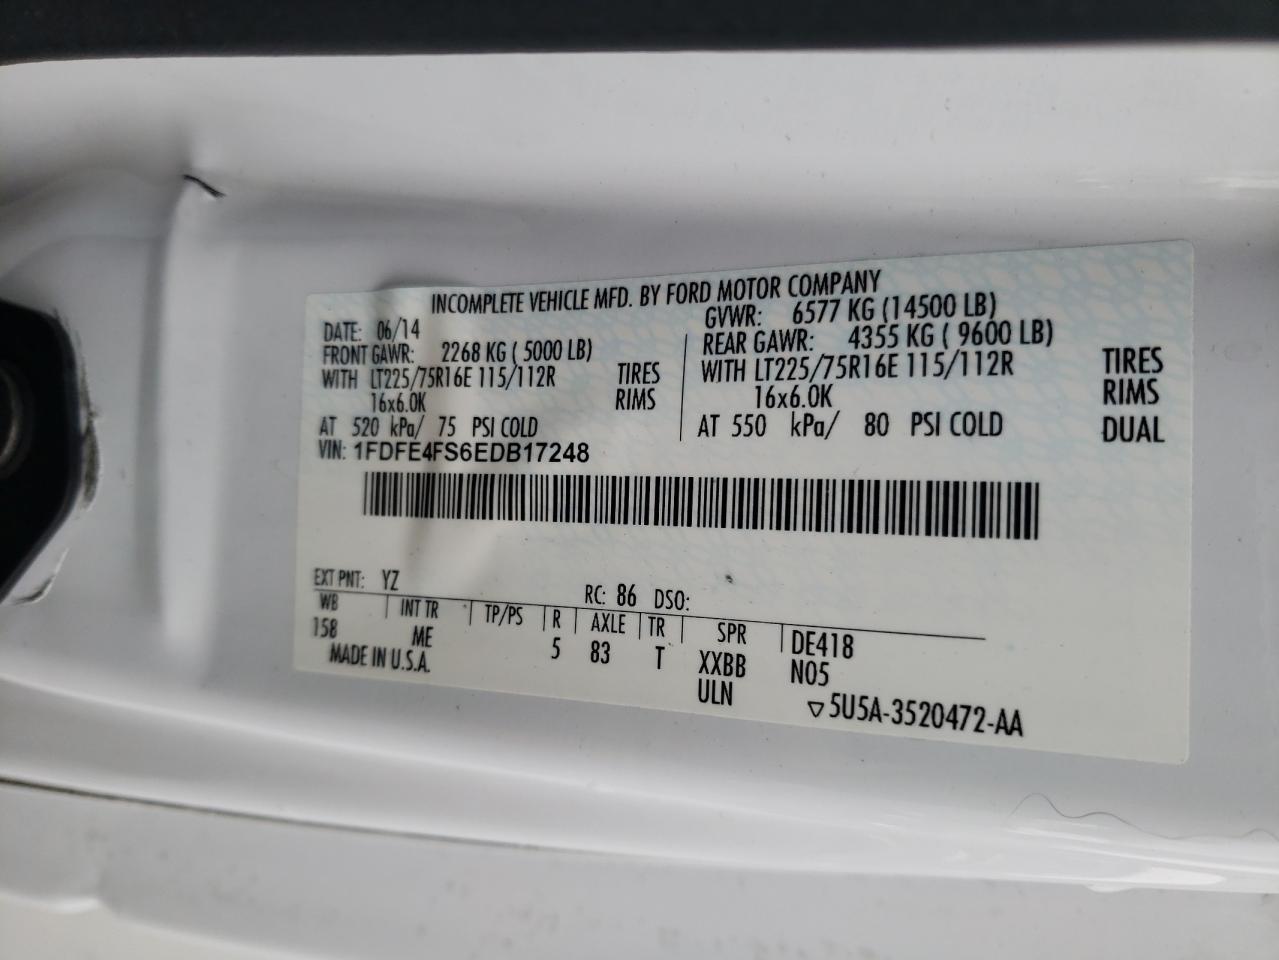 INCOMPLETE VEHICLE MFD. BY FORD MOTOR COMPANY
DATE: 06/14 GVWR: 6577 KG (14500 LB)
FRONT GAWR: 2268 KG ( 5000 LB) REAR GAWR: 4355 KG ( 9600 LB)
WITH LT225/75R16E 115/112R TIRES WITH LT225/75R16E 115/112R TIRES
16x6.0K RIMS 16x6.0K RIMS
AT 520 kPa/ 75 PSI COLD AT 550 kPa/ 80 PSI COLD DUAL
VIN: 1FDFE4FS6EDB17248
EXT PNT: YZ RC: 86 DSO:
WB INT TR TP/PS R AXLE TR SPR DE418
158 ME 5 83 T XXBB N05
MADE IN U.S.A. ULN ▽5U5A-3520472-AA